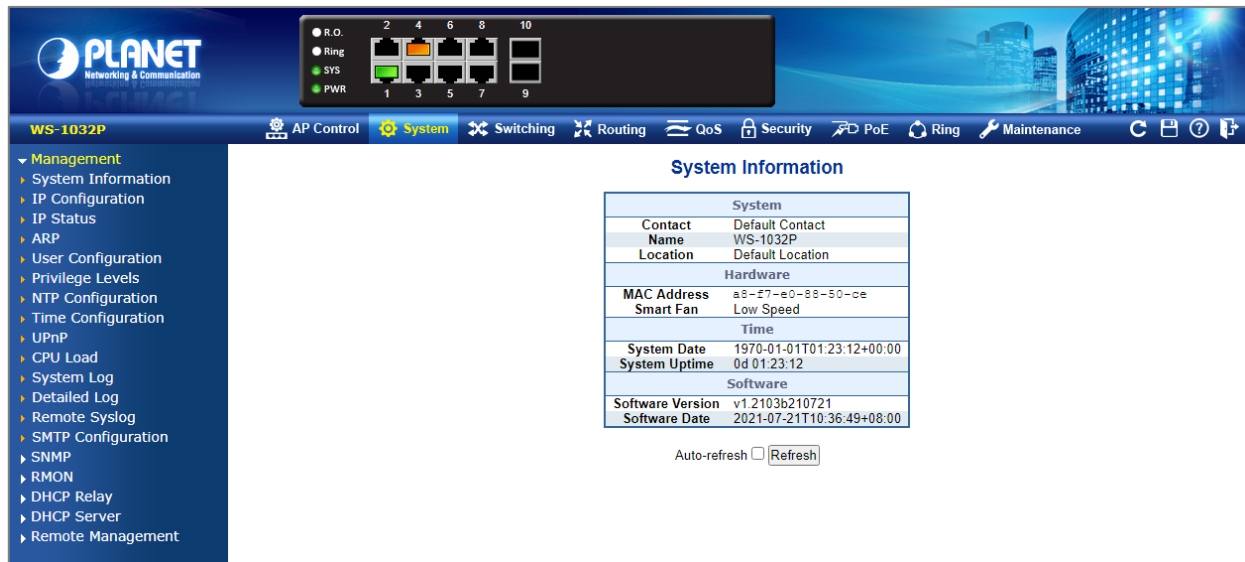 PLANET
Networking & Communication
R.O.
Ring
SYS
PWR
2 4 6 8 10
1 3 5 7 9
WS-1032P
AP Control System Switching Routing QoS Security PoE Ring Maintenance
Management
System Information
IP Configuration
IP Status
ARP
User Configuration
Privilege Levels
NTP Configuration
Time Configuration
UPnP
CPU Load
System Log
Detailed Log
Remote Syslog
SMTP Configuration
SNMP
RMON
DHCP Relay
DHCP Server
Remote Management
System Information
System
Contact Default Contact
Name WS-1032P
Location Default Location
Hardware
MAC Address a8-f7-e0-88-50-ce
Smart Fan Low Speed
Time
System Date 1970-01-01T01:23:12+00:00
System Uptime 0d 01:23:12
Software
Software Version v1.2103b210721
Software Date 2021-07-21T10:36:49+08:00
Auto-refresh Refresh